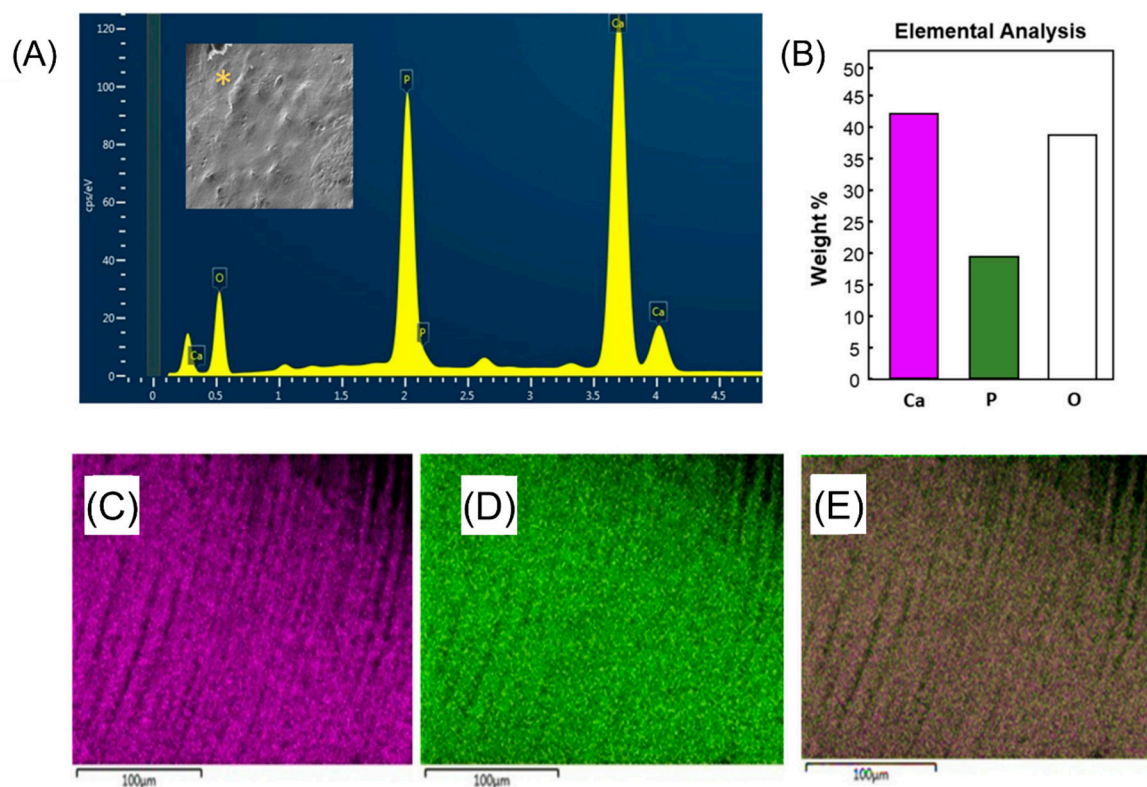 (A)
120
100
80
60
40
20
0
cps/eV
*
Ca
P
Ca
O
P
Ca
0 0.5 1 1.5 2 2.5 3 3.5 4 4.5
(B)
Elemental Analysis
Weight %
50
45
40
35
30
25
20
15
10
5
0
Ca P O
(C)
100µm
(D)
100µm
(E)
100µm